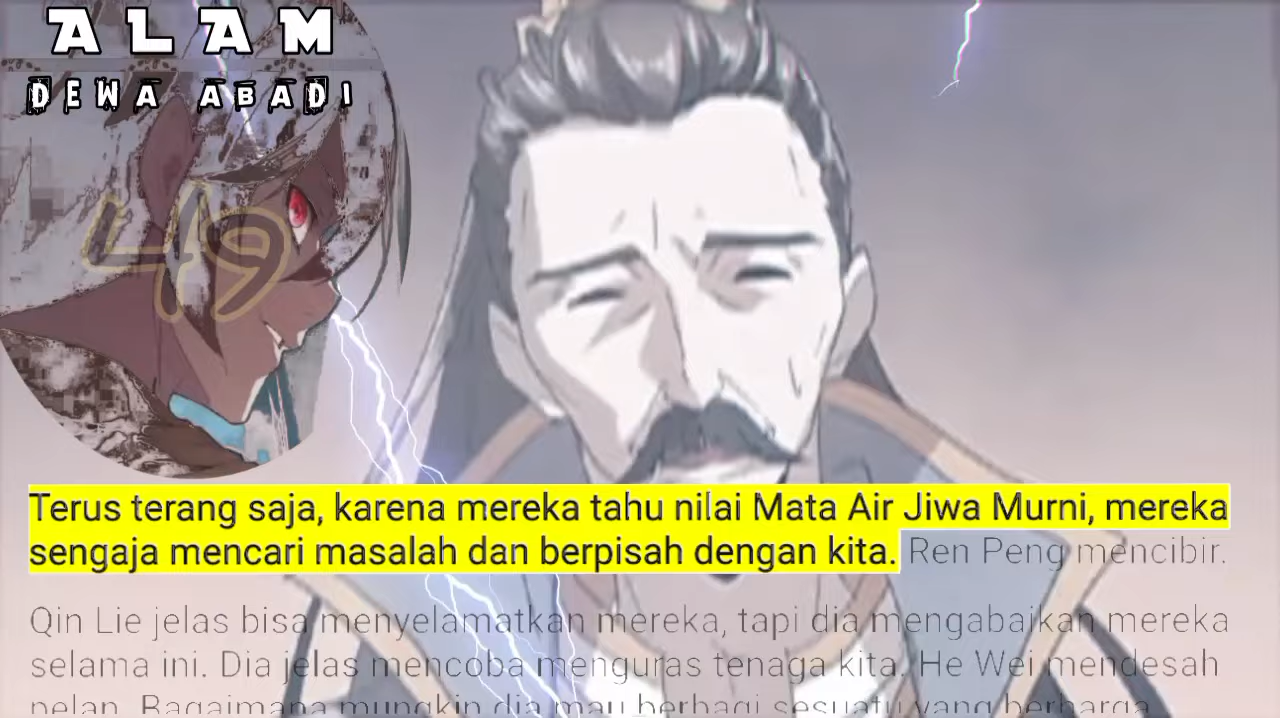 ALAM
DEWA ABADI
49
Terus terang saja, karena mereka tahu nilai Mata Air Jiwa Murni, mereka
sengaja mencari masalah dan berpisah dengan kita. Ren Peng mencibir.
Qin Lie jelas bisa menyelamatkan mereka, tapi dia mengabaikan mereka
selama ini. Dia jelas mencoba menguras tenaga kita. He Wei mendesah
pelan. Bagaimana mungkin dia mau berbagi sesuatu yang berharga